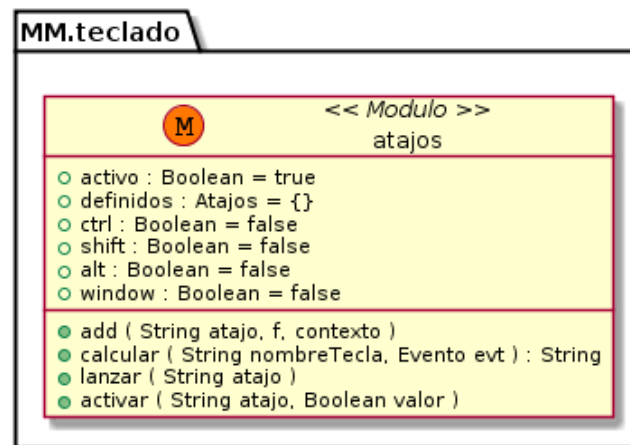 MM.teclado
M
<< Modulo >>
atajos
activo : Boolean = true
definidos : Atajos = {}
ctrl : Boolean = false
shift : Boolean = false
alt : Boolean = false
window : Boolean = false
add ( String atajo, f, contexto )
calcular ( String nombreTecla, Evento evt ) : String
lanzar ( String atajo )
activar ( String atajo, Boolean valor )